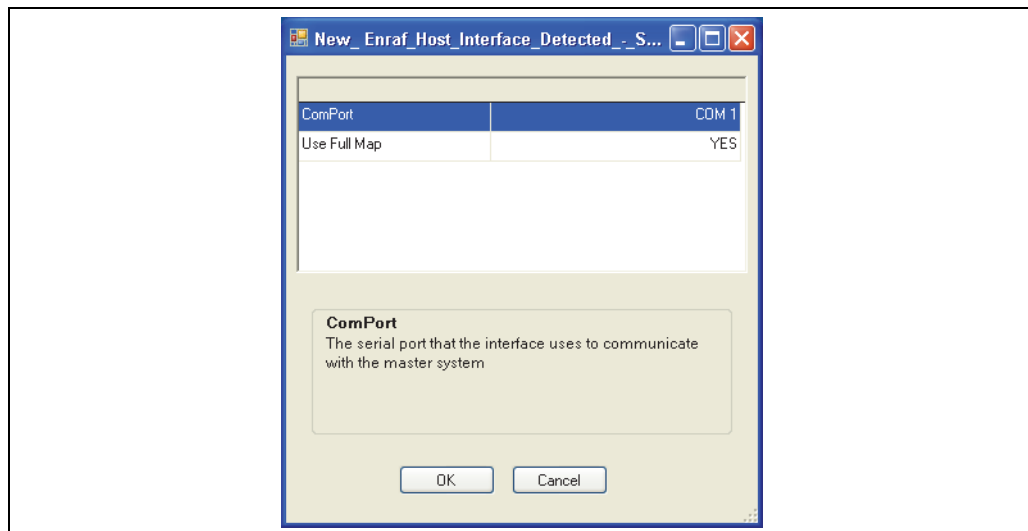 New_ Enraf_Host_Interface_Detected_-_S...
ComPort COM 1
Use Full Map YES
ComPort
The serial port that the interface uses to communicate
with the master system
OK Cancel